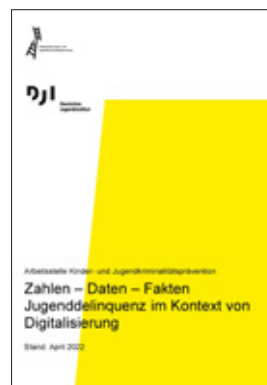 DJI
Deutsches
Jugendinstitut
Arbeitsstelle Kinder- und Jugendkriminalitätsprävention
Zahlen – Daten – Fakten
Jugenddelinquenz im Kontext von
Digitalisierung
Stand: April 2022